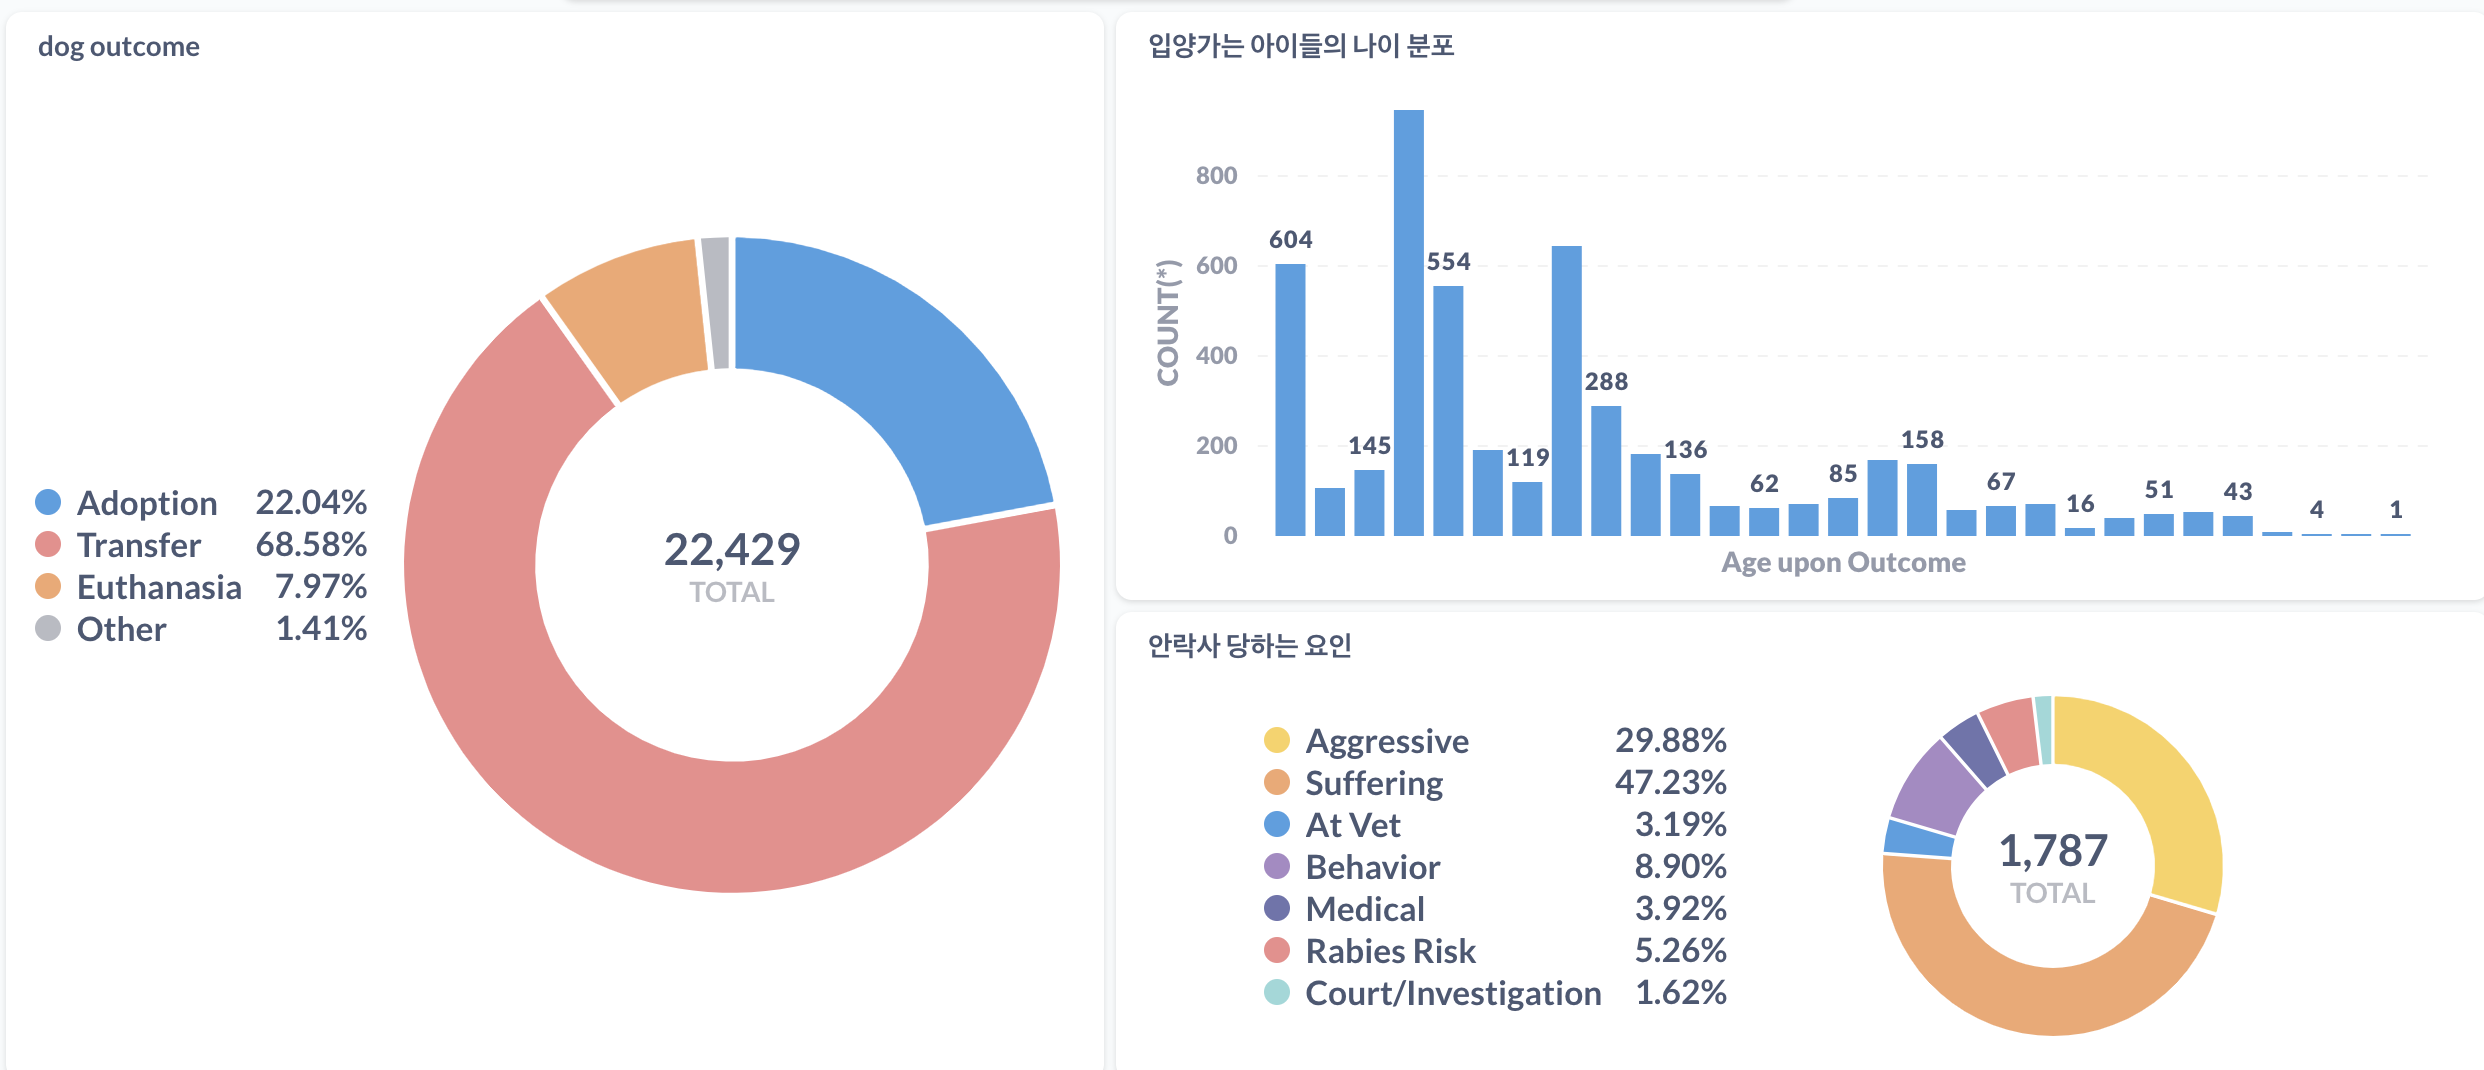 dog outcome
Adoption 22.04%
Transfer 68.58%
Euthanasia 7.97%
Other 1.41%
22,429
TOTAL
입양가는 아이들의 나이 분포
COUNT(*)
800
600
400
200
0
604
145
554
119
288
136
62
85
158
67
16
51
43
4
1
Age upon Outcome
안락사 당하는 요인
Aggressive 29.88%
Suffering 47.23%
At Vet 3.19%
Behavior 8.90%
Medical 3.92%
Rabies Risk 5.26%
Court/Investigation 1.62%
1,787
TOTAL